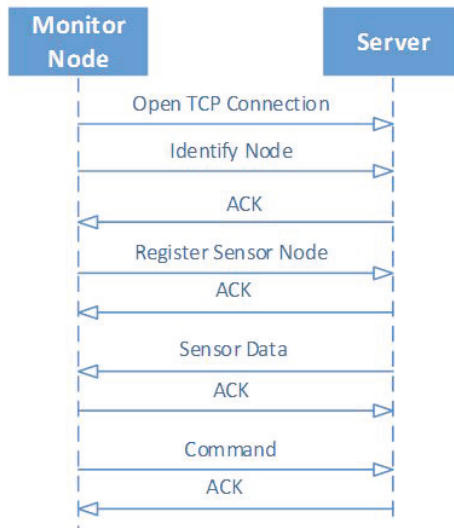 Monitor
Node
Server
Open TCP Connection
Identify Node
ACK
Register Sensor Node
ACK
Sensor Data
ACK
Command
ACK